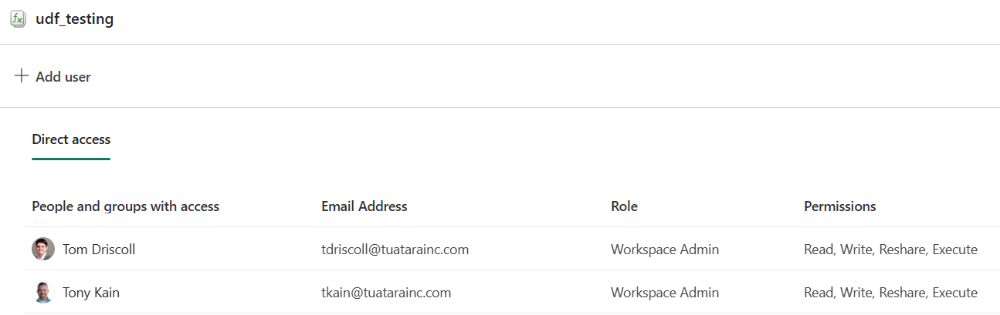 udf_testing
Add user
Direct access
People and groups with access Email Address Role Permissions
Tom Driscoll tdriscoll@tuatarainc.com Workspace Admin Read, Write, Reshare, Execute
Tony Kain tkain@tuatarainc.com Workspace Admin Read, Write, Reshare, Execute